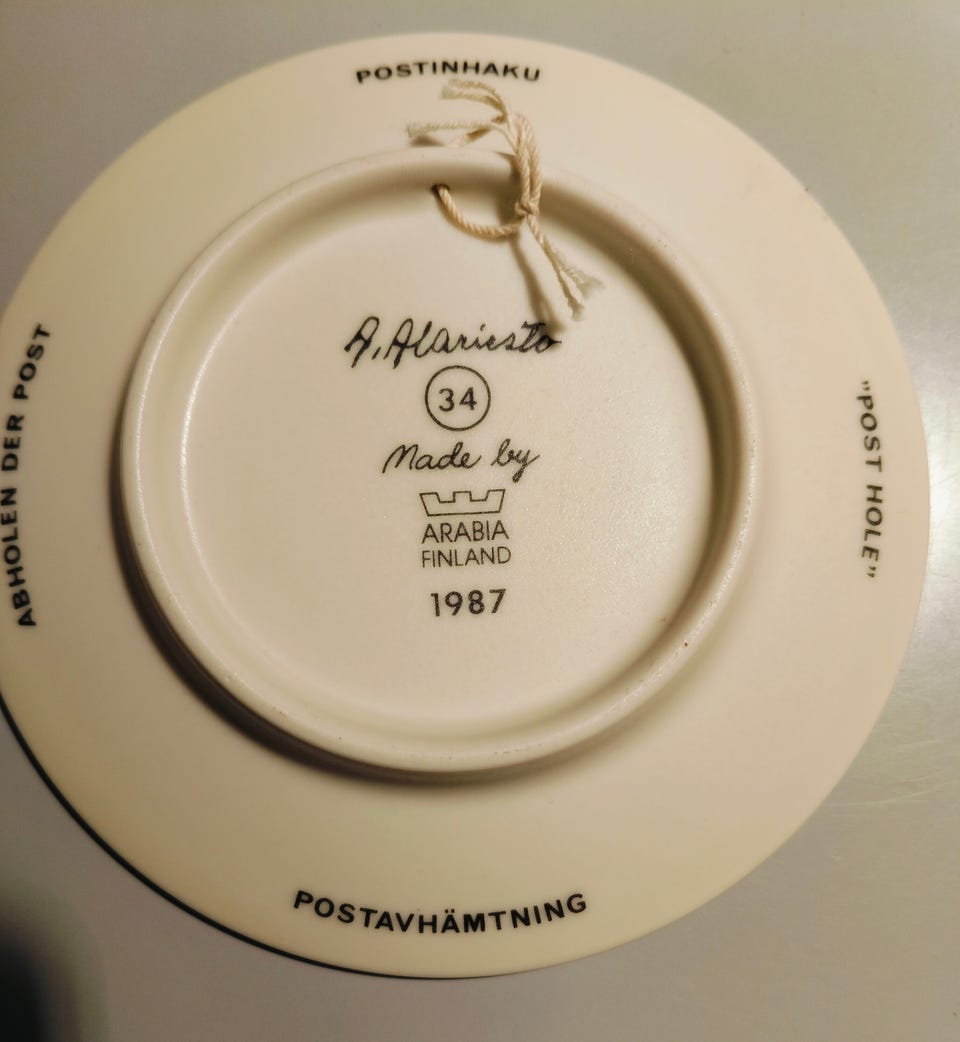 POSTINHAKU
A. Alariesto
34
Made by
ARABIA
FINLAND
1987
"POST HOLE"
POSTAVHÄMTNING
ABHOLEN DER POST